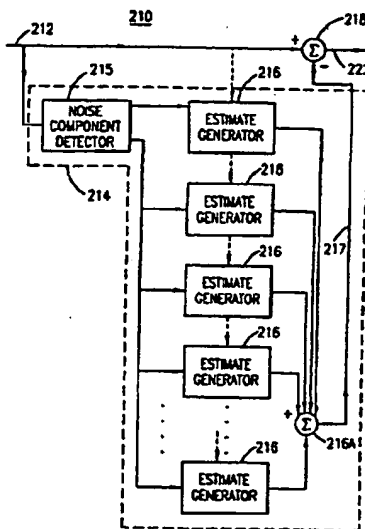 210
212
218
+
Σ
−
215
216
NOISE
COMPONENT
DETECTOR
ESTIMATE
GENERATOR
214
218
ESTIMATE
GENERATOR
217
216
ESTIMATE
GENERATOR
216
ESTIMATE
GENERATOR
+
Σ
216
216A
ESTIMATE
GENERATOR